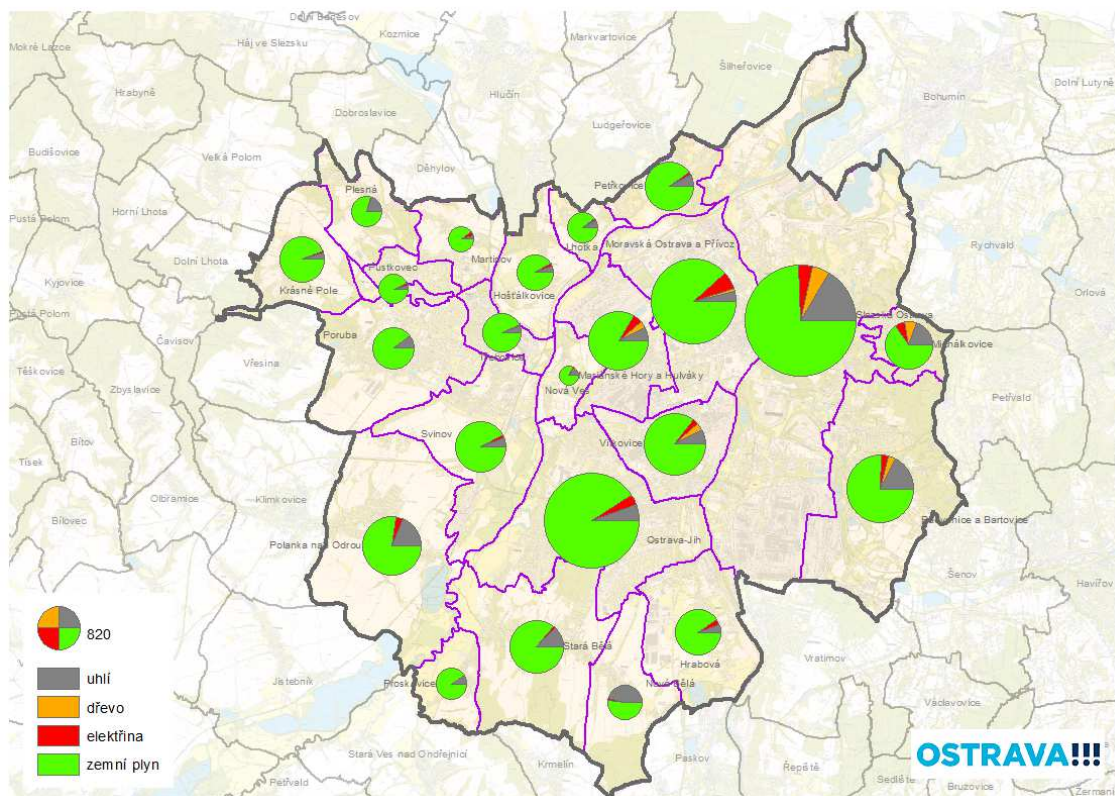 Dolní Benešov
Kozmice
Markvartovice
Mokré Lazce
Háj ve Slezsku
Šilheřovice
Dolní Lutyně
Hrabyně
Hlučín
Bohumín
Dobroslavice
Ludgeřovice
Budišovice
Velká Polom
Děhylov
Petřkovice
Plesná
Pustá Polom
Horní Lhota
Lhotka
Moravská Ostrava a Přívoz
Rychvald
Martinov
Dolní Lhota
Pustkovec
Hošťálkovice
Kyjovice
Krásné Pole
Orlová
Pustá Polom
Slezská Ostrava
Poruba
Michálkovice
Čavisov
Těškovice
Vřesina
Mariánské Hory a Hulváky
Zbyslavice
Nová Ves
Petřvald
Bítov
Svinov
Vítkovice
Tísek
Olbramice
Klimkovice
Bílovec
Radvanice a Bartovice
Polanka nad Odrou
Ostrava-Jih
Šenov
Havířov
820
Stará Bělá
Hrabová
Vratimov
uhlí
Jistebník
Proskovice
Nová Bělá
dřevo
Václavovice
elektřina
zemní plyn
Stará Ves nad Ondřejnicí
Krmelín
Paskov
Řepiště
OSTRAVA!!!
Petřvald
Sedliště
Bruzovice